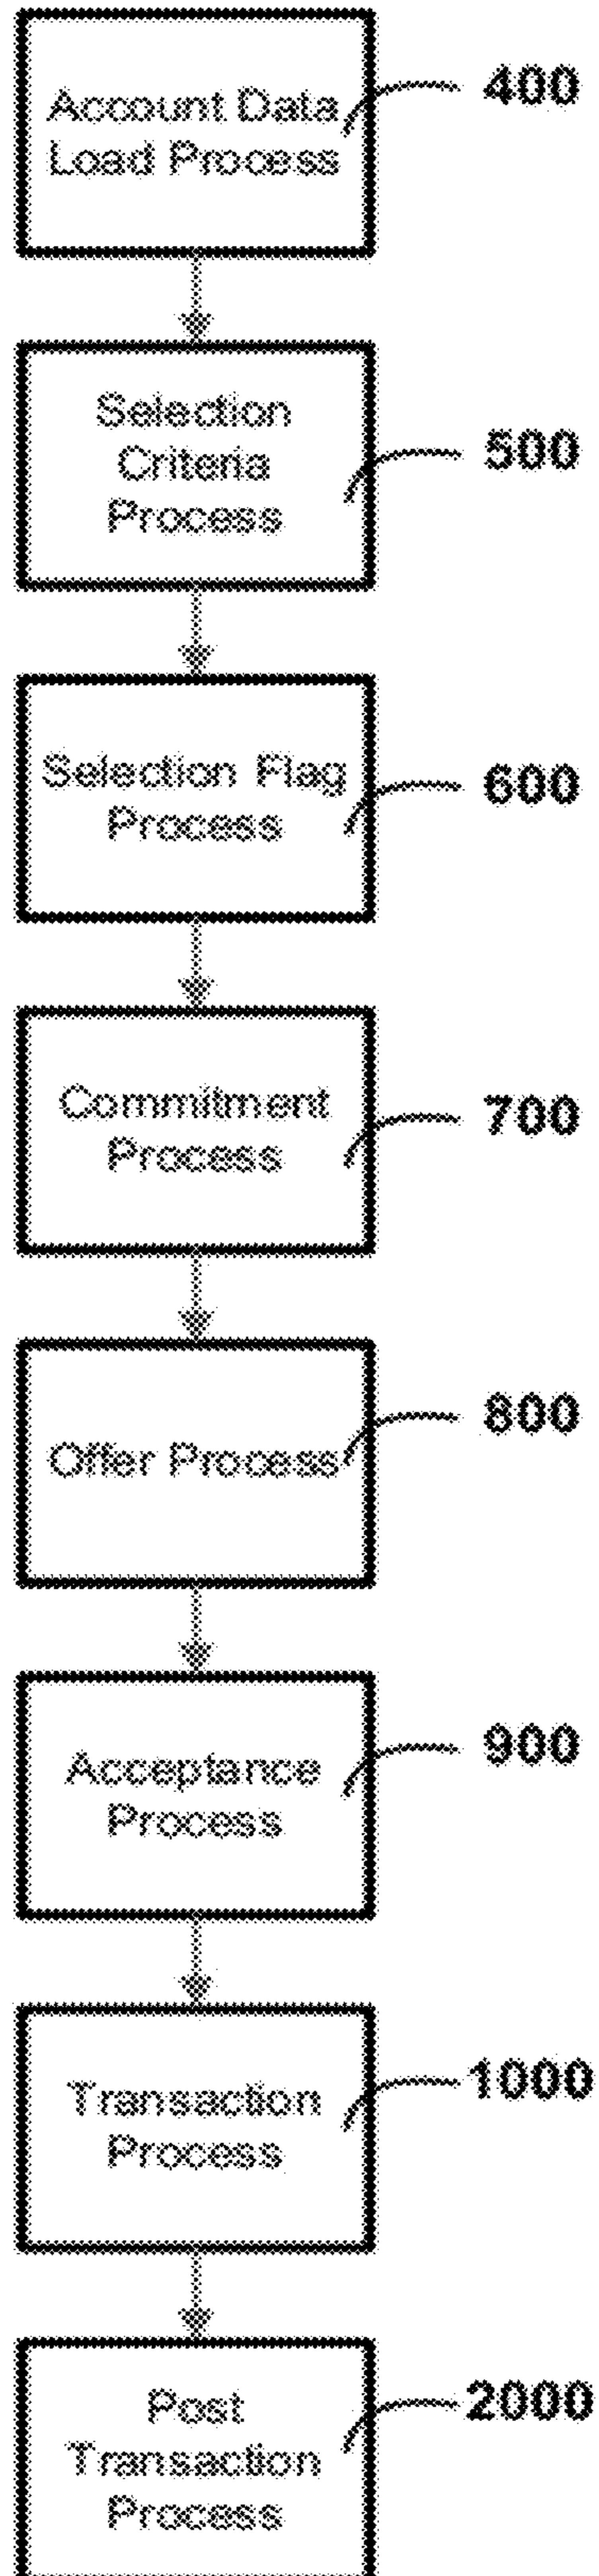 Account Data
Load Process
400
Selection
Criteria
Process
500
Selection Flag
Process
600
Commitment
Process
700
Offer Process
800
Acceptance
Process
900
Transaction
Process
1000
Post
Transaction
Process
2000